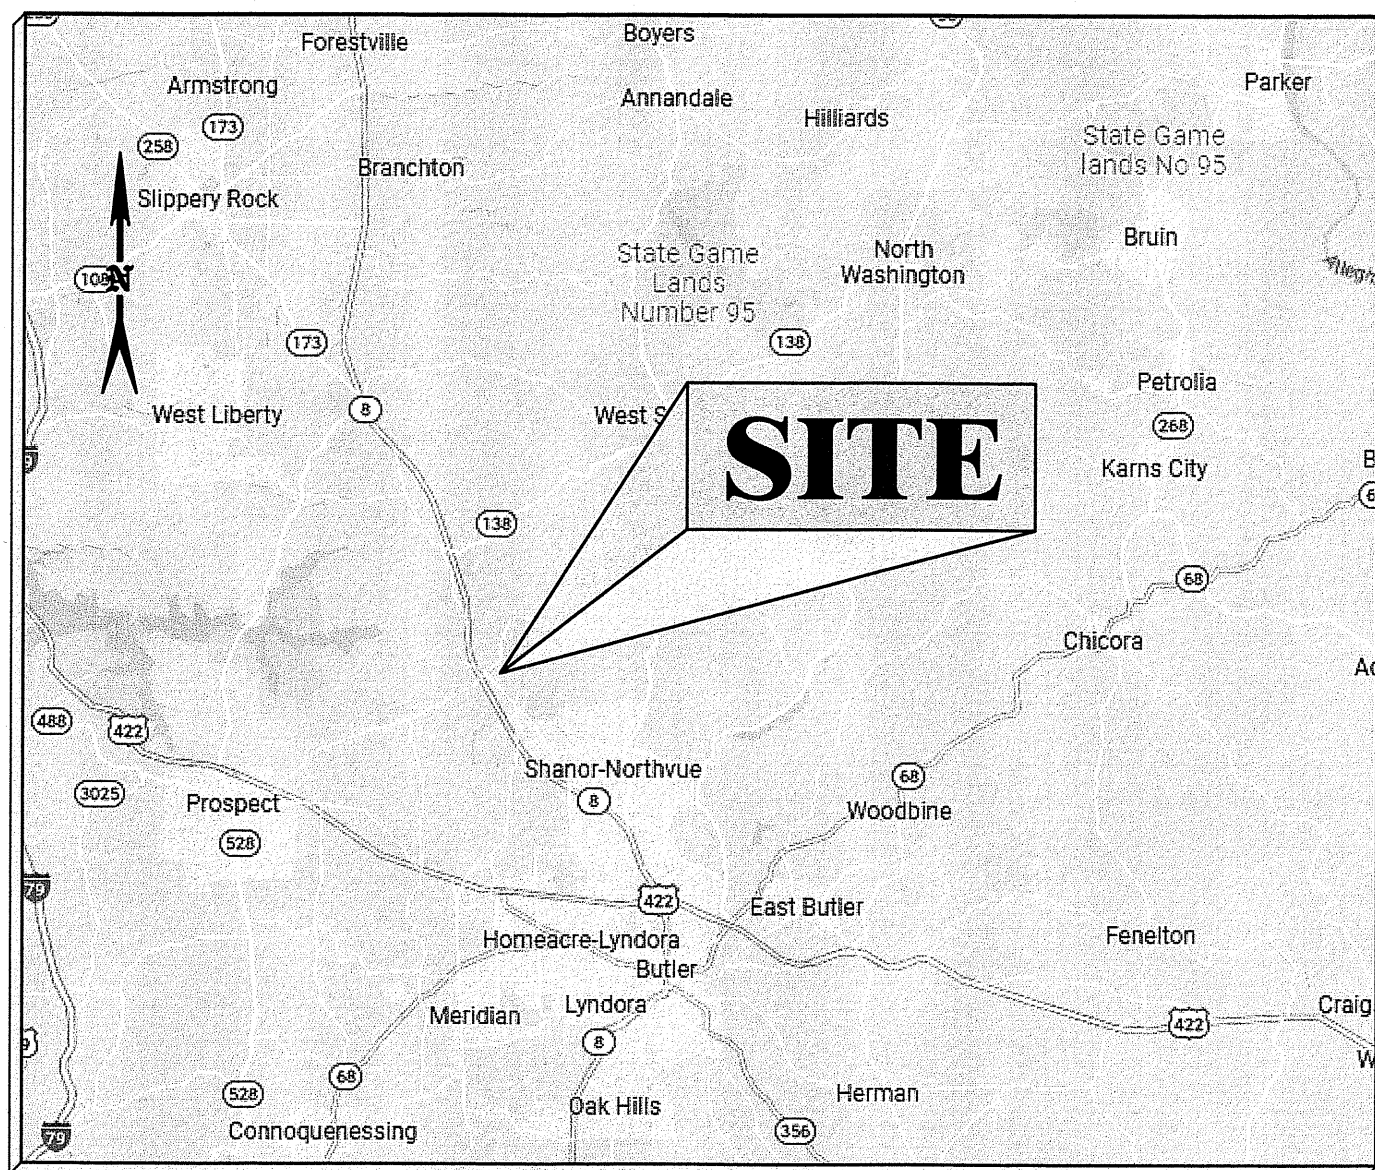 Forestville
Boyers
Armstrong
Annandale
Parker
Hilliards
173
258
State Game
lands No 95
Branchton
Slippery Rock
Bruin
State Game
Lands
Number 95
North
Washington
108
N
173
138
Petrolia
West Liberty
8
West S
SITE
268
Karns City
B
138
68
Chicora
488
422
Shanor-Northvue
68
3025
Prospect
8
Woodbine
528
79
422
East Butler
Homeacre-Lyndora
Fenelton
Butler
Meridian
Lyndora
Craig
422
8
68
528
Herman
Oak Hills
Connoquenessing
356
79